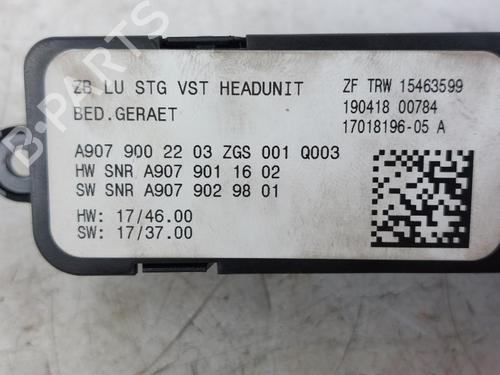 ZB LU STG VST HEADUNIT
BED.GERAET
ZF TRW 15463599
190418 00784
17018196-05 A
A907 900 22 03 ZGS 001 Q003
HW SNR A907 901 16 02
SW SNR A907 902 98 01
HW: 17/46.00
SW: 17/37.00